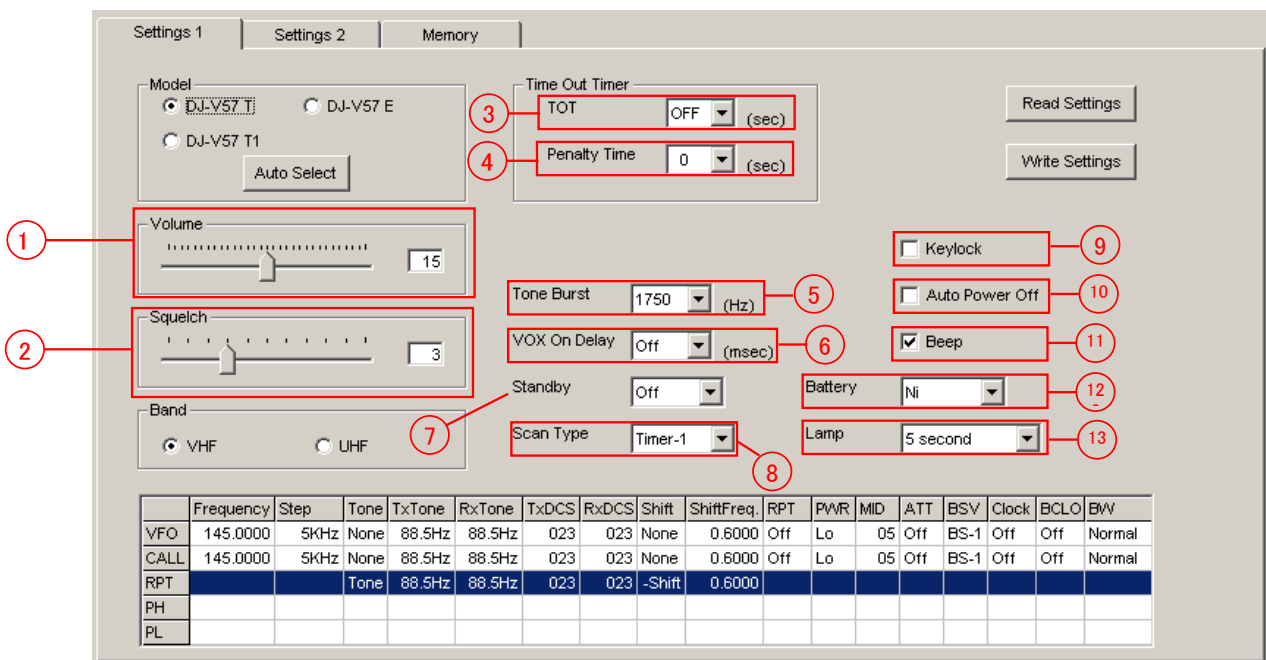 Settings 1 Settings 2 Memory
Model
DJ-V57 T DJ-V57 E
DJ-V57 T1
Auto Select
Time Out Timer
3 TOT OFF (sec)
4 Penalty Time 0 (sec)
Read Settings
Write Settings
1 Volume 15
2 Squelch 3
Band
VHF UHF
Tone Burst 1750 (Hz) 5
VOX On Delay Off (msec) 6
7 Standby Off
Scan Type Timer-1 8
Keylock 9
Auto Power Off 10
Beep 11
Battery Ni 12
Lamp 5 second 13
Frequency Step Tone TxTone RxTone TxDCS RxDCS Shift ShiftFreq. RPT PWR MID ATT BSV Clock BCLO BW
VFO 145.0000 5KHz None 88.5Hz 88.5Hz 023 023 None 0.6000 Off Lo 05 Off BS-1 Off Off Normal
CALL 145.0000 5KHz None 88.5Hz 88.5Hz 023 023 None 0.6000 Off Lo 05 Off BS-1 Off Off Normal
RPT Tone 88.5Hz 88.5Hz 023 023 -Shift 0.6000
PH
PL